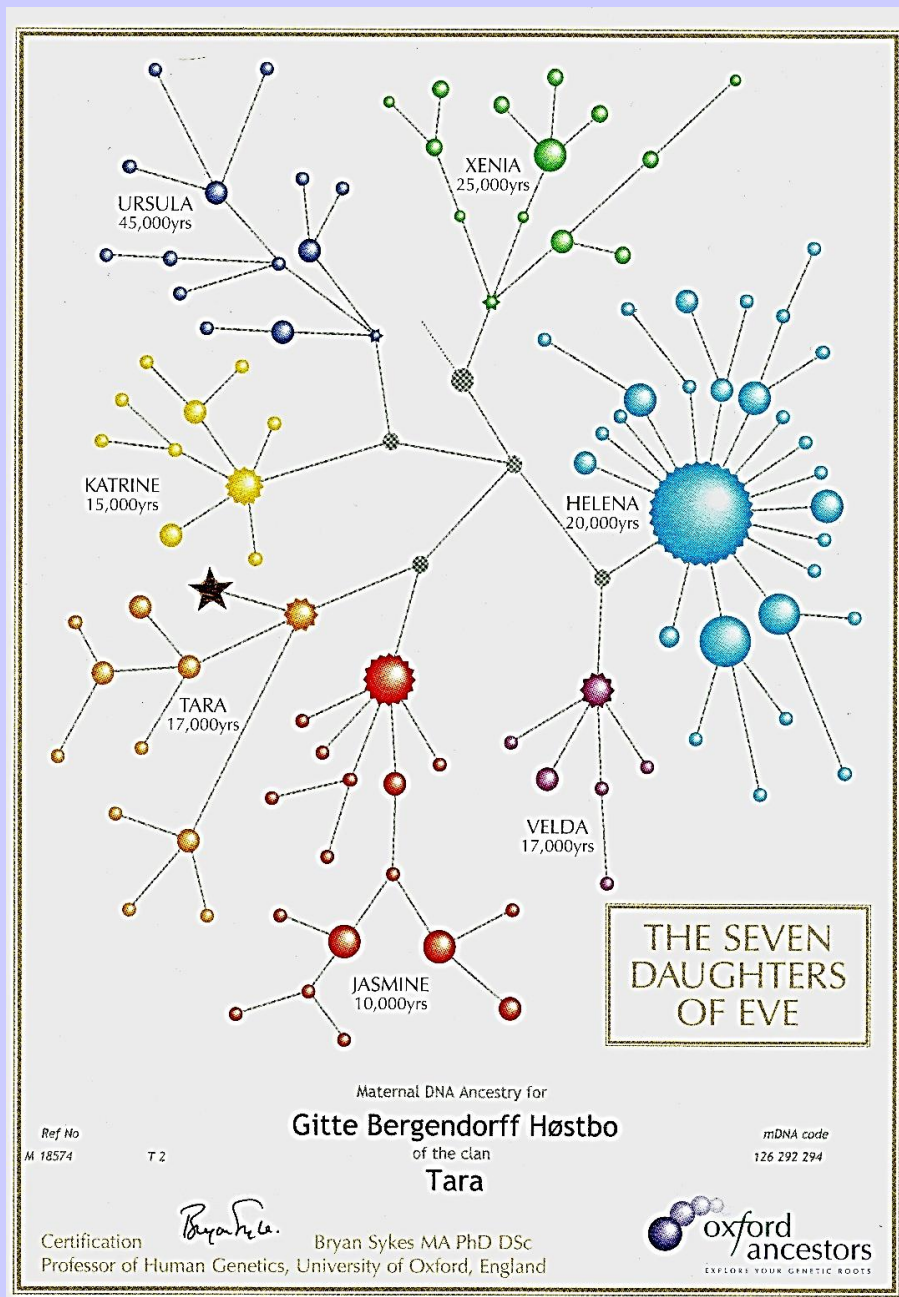 XENIA
25,000yrs
URSULA
45,000yrs
KATRINE
15,000yrs
HELENA
20,000yrs
TARA
17,000yrs
VELDA
17,000yrs
JASMINE
10,000yrs
THE SEVEN
DAUGHTERS
OF EVE
Maternal DNA Ancestry for
Gitte Bergendorff Høstbo
of the clan
Tara
Ref No
M 18574 T 2
mDNA code
126 292 294
Bryan Sykes.
Certification Bryan Sykes MA PhD DSc
Professor of Human Genetics, University of Oxford, England
oxford
ancestors
EXPLORE YOUR GENETIC ROOTS